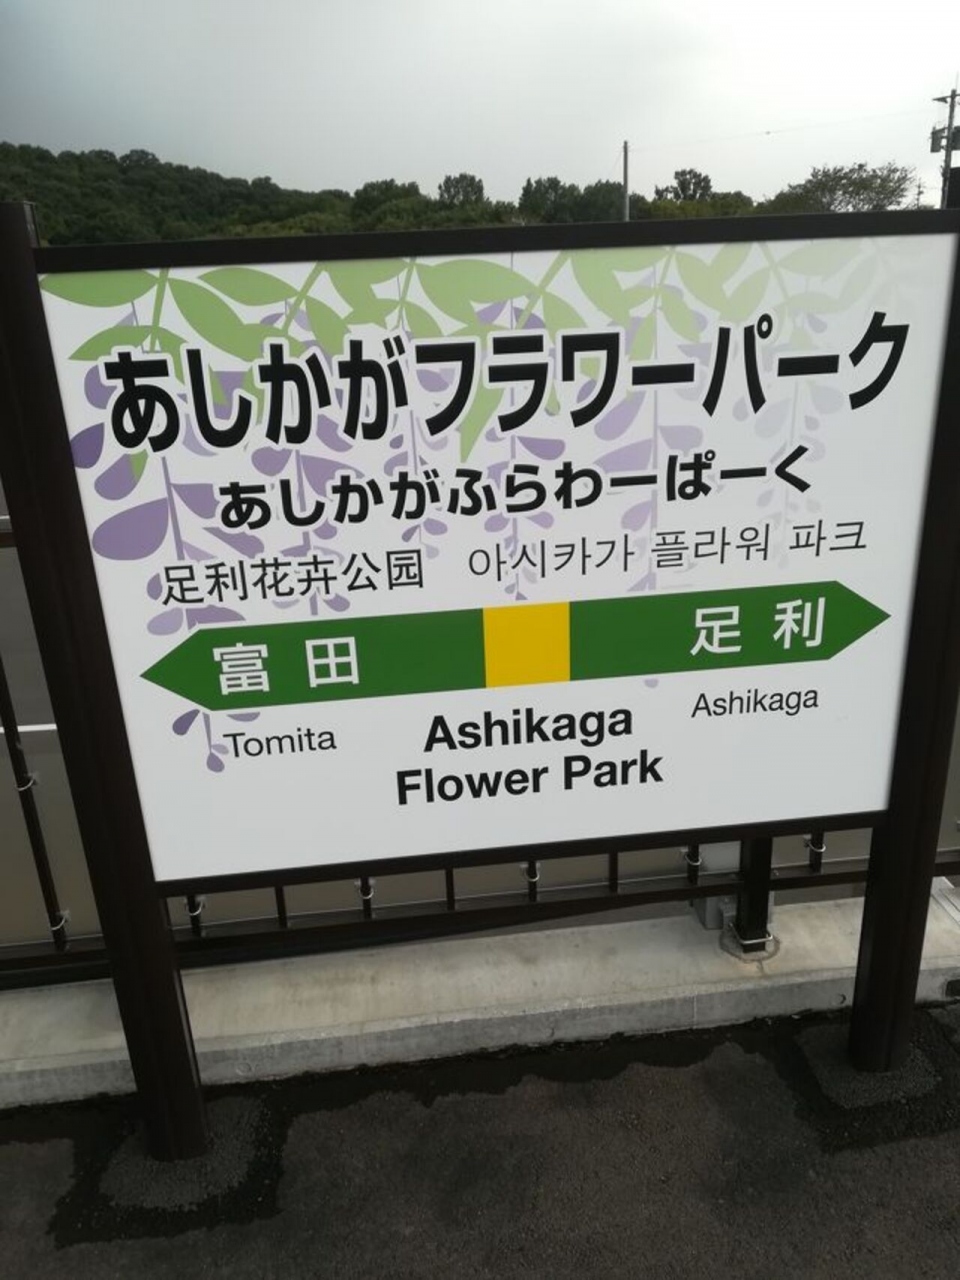 あしかがフラワーパーク
あしかがふらわーぱーく
足利花卉公园 아시카가 플라워 파크
富田 足利
Tomita Ashikaga Ashikaga
Flower Park